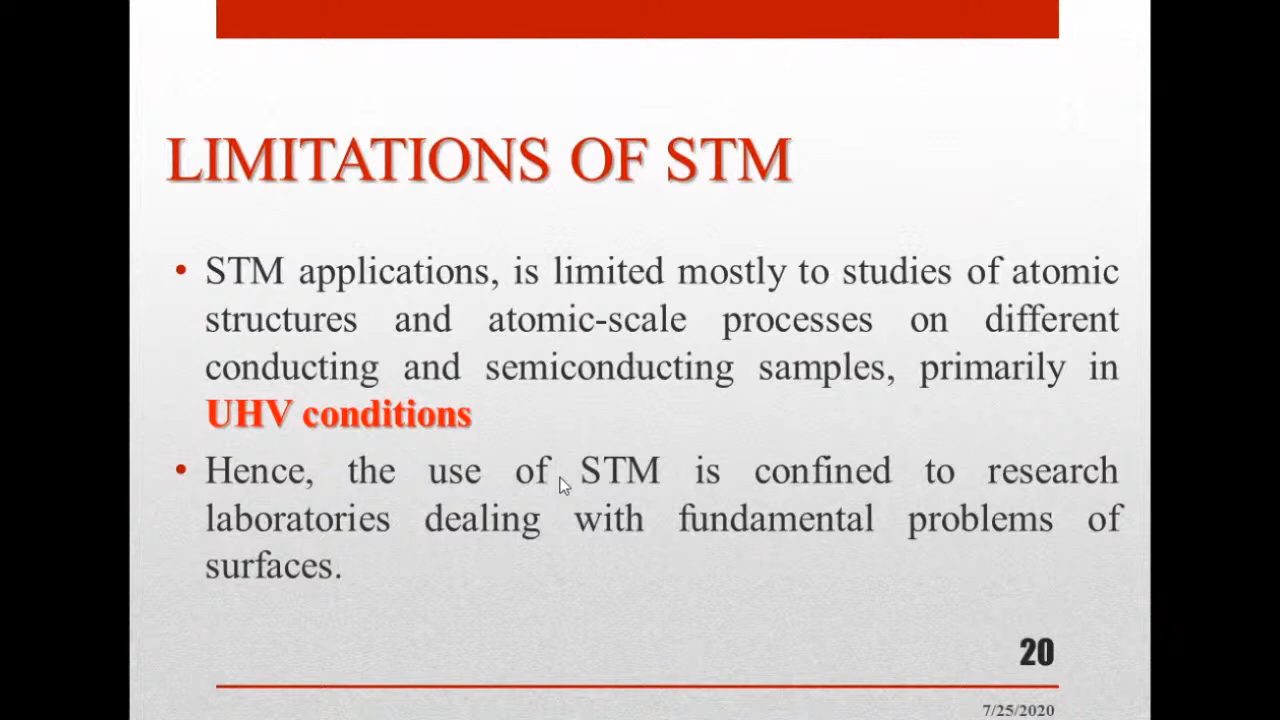 LIMITATIONS OF STM
• STM applications, is limited mostly to studies of atomic
structures and atomic-scale processes on different
conducting and semiconducting samples, primarily in
UHV conditions
• Hence, the use of STM is confined to research
laboratories dealing with fundamental problems of
surfaces.
20
7/25/2020